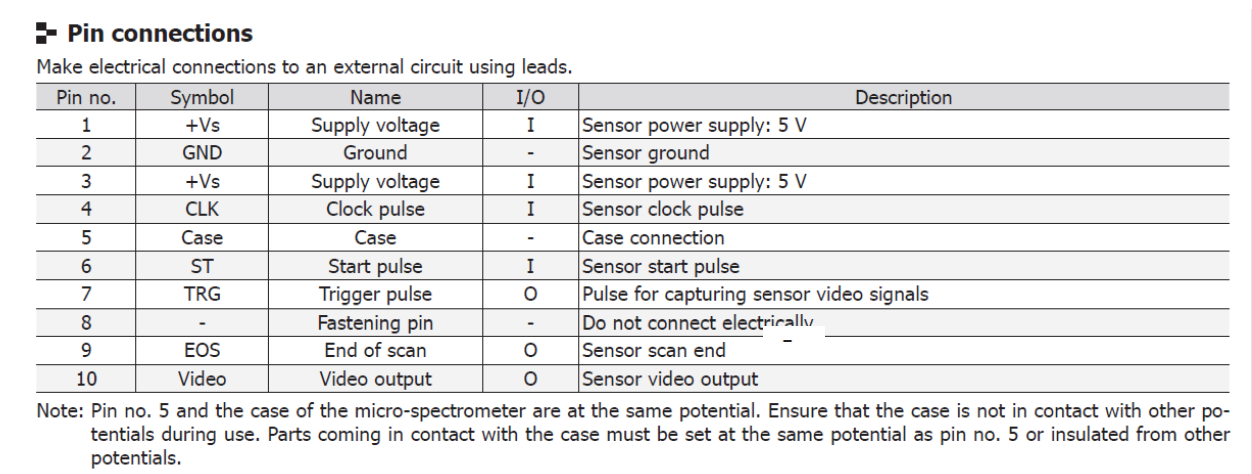 Pin connections
Make electrical connections to an external circuit using leads.
Pin no. Symbol Name I/O Description
1 +Vs Supply voltage I Sensor power supply: 5 V
2 GND Ground - Sensor ground
3 +Vs Supply voltage I Sensor power supply: 5 V
4 CLK Clock pulse I Sensor clock pulse
5 Case Case - Case connection
6 ST Start pulse I Sensor start pulse
7 TRG Trigger pulse O Pulse for capturing sensor video signals
8 - Fastening pin - Do not connect electrically
9 EOS End of scan O Sensor scan end
10 Video Video output O Sensor video output
Note: Pin no. 5 and the case of the micro-spectrometer are at the same potential. Ensure that the case is not in contact with other po-
tentials during use. Parts coming in contact with the case must be set at the same potential as pin no. 5 or insulated from other
potentials.